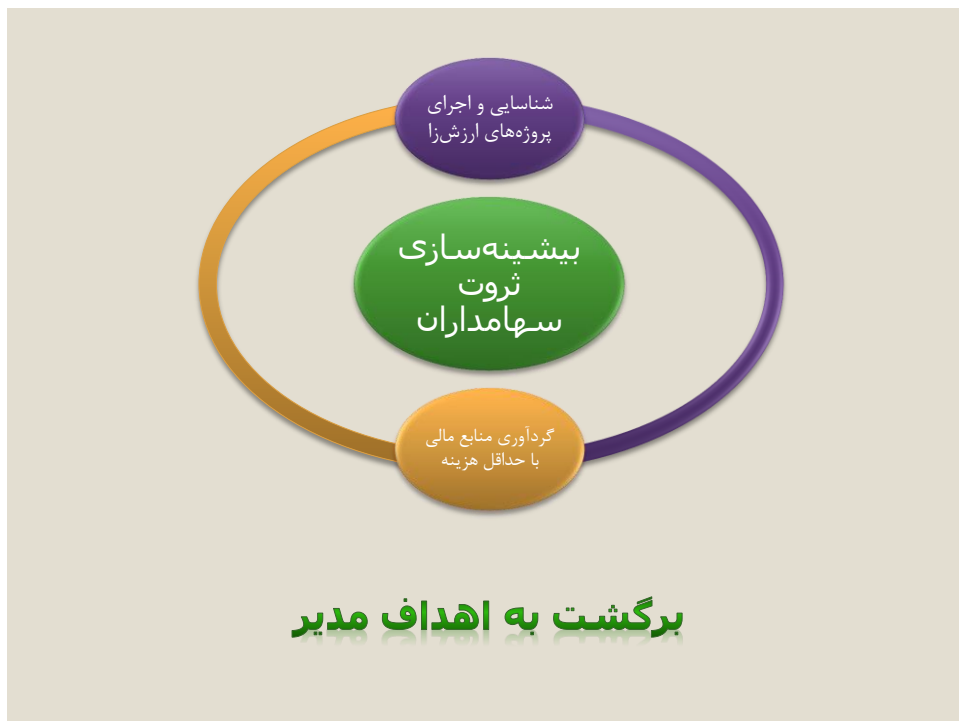 شناسایی و اجرای
پروژه‌های ارزش‌زا
بیشینه‌سازی
ثروت
سهامداران
گردآوری منابع مالی
با حداقل هزینه
برگشت به اهداف مدیر